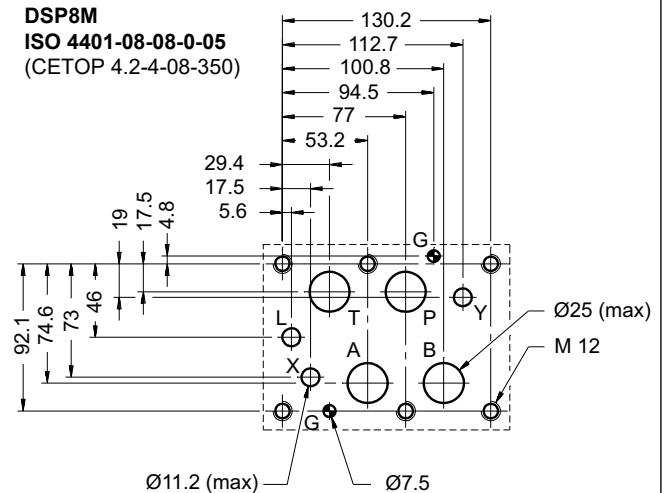 DSP8M
ISO 4401-08-08-0-05
(CETOP 4.2-4-08-350)
130.2
112.7
100.8
94.5
77
53.2
29.4
17.5
5.6
19
17.5
4.8
G
92.1
74.6
73
46
L
T
P
Y
Ø25 (max)
X
A
B
M 12
G
Ø11.2 (max)
Ø7.5